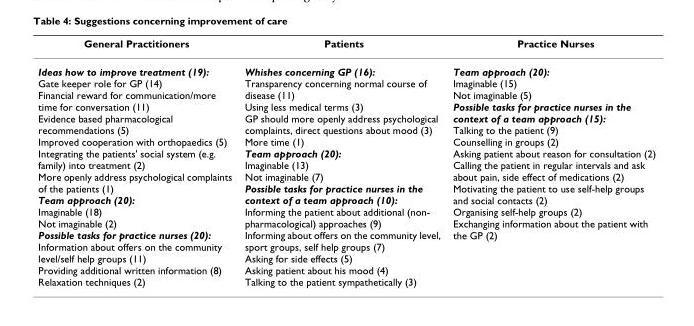 Table 4: Suggestions concerning improvement of care
General Practitioners
Ideas how to improve treatment (19):
Gate keeper role for GP (14)
Financial reward for communication/more
time for conversation (11)
Evidence based pharmacological
recommendations (5)
Improved cooperation with orthopaedics (5)
Integrating the patients' social system (e.g.
family) into treatment (2)
More openly address psychological complaints
of the patients (1)
Team approach (20):
Imaginable (18)
Not imaginable (2)
Possible tasks for practice nurses (20):
Information about offers on the community
level/self help groups (11)
Providing additional written information (8)
Relaxation techniques (2)
Patients
Whishes concerning GP (16):
Transparency concerning normal course of
disease (11)
Using less medical terms (3)
GP should more openly address psychological
complaints, direct questions about mood (3)
More time (1)
Team approach (20):
Imaginable (13)
Not imaginable (7)
Possible tasks for practice nurses in the
context of a team approach (10):
Informing the patient about additional (non-
pharmacological) approaches (9)
Informing about offers on the community level,
sport groups, self help groups (7)
Asking for side effects (5)
Asking patient about his mood (4)
Talking to the patient sympathetically (3)
Practice Nurses
Team approach (20):
Imaginable (15)
Not imaginable (5)
Possible tasks for practice nurses in the
context of a team approach (15):
Talking to the patient (9)
Counselling in groups (2)
Asking patient about reason for consultation (2)
Calling the patient in regular intervals and ask
about pain, side effect of medications (2)
Motivating the patient to use self-help groups
and social contacts (2)
Organising self-help groups (2)
Exchanging information about the patient with
the GP (2)